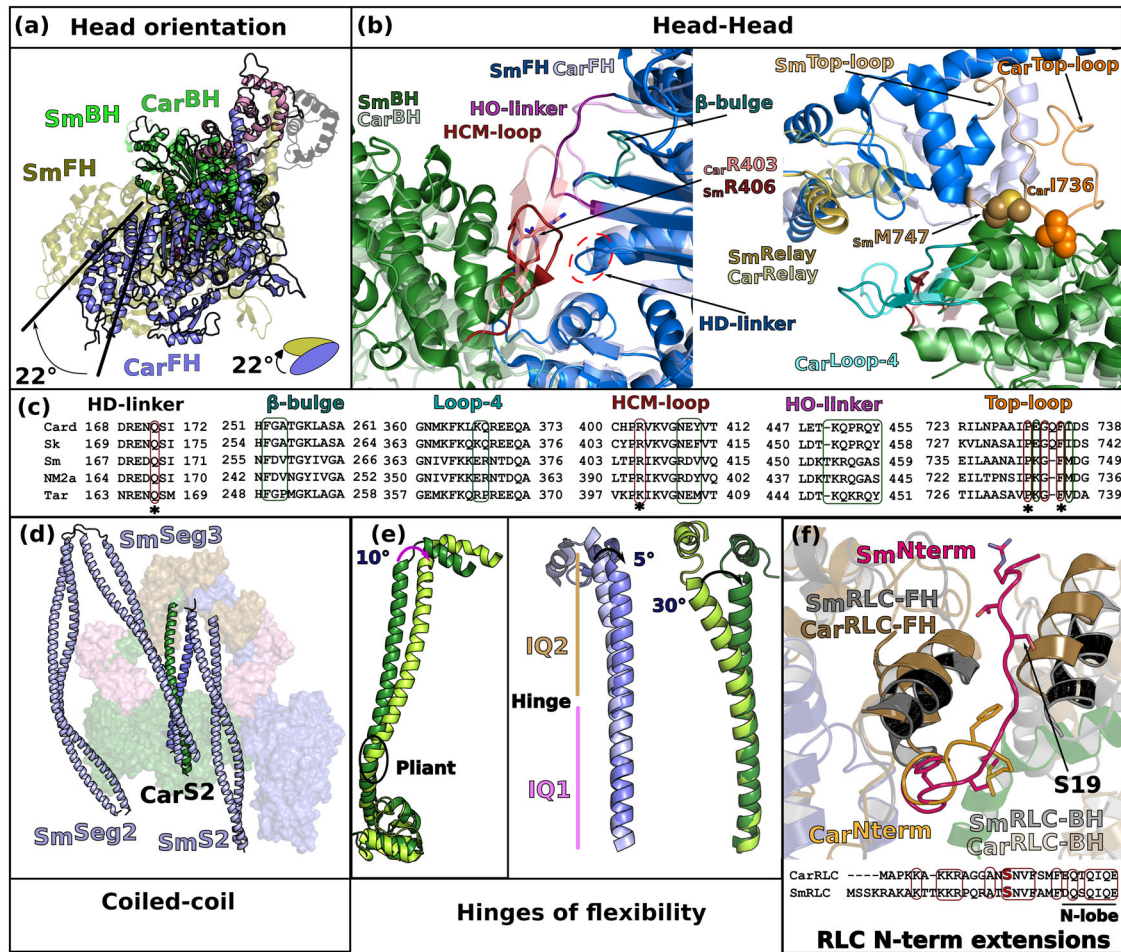 (a) Head orientation
SmBH
CarBH
SmFH
CarFH
22°
22°
(b) Head-Head
SmFH CarFH
SmBH
CarBH
HO-linker
HCM-loop
β-bulge
CarR403
SmR406
HD-linker
SmTop-loop
CarTop-loop
CarI736
SmM747
SmRelay
CarRelay
CarLoop-4
(c) HD-linker β-bulge Loop-4 HCM-loop HO-linker Top-loop
Card 168 DRENQSI 172 251 HFGATGKLASA 261 360 GNMKFKLKQREEQA 373 400 CHPRVKVGNEYVT 412 447 LET-KQPRQY 455 723 RILNPAAIPEGQFIDS 738
Sk 169 DRENQSI 175 254 HFGTTGKLASA 264 363 GNMKFKQKQREEQA 376 403 CYPRVKVGNEYVT 415 450 LDT-KQPRQY 458 727 RVLNASAIPEG-FIDS 742
Sm 167 DREDQSI 171 255 NFDVTGYIVGA 265 363 GNIVFKKERNTDQA 376 403 LTPRIKVGRDVVQ 415 450 LDKTKRQGAS 459 735 EILAANAIPKG-FMDG 749
NM2a 164 DREDQSI 170 242 NFDVNGYIVGA 252 350 GNIVFKKERNTDQA 363 390 LTPRIKVGRDYVQ 402 437 LDKTKRQGAS 446 722 EILTPNSIPKG-FMDG 736
Tar 163 NRENQSM 169 248 HFGPMGKLAGA 258 357 GEMKFKQRPREEQA 370 397 VKPKIKVGNEMVT 409 444 LDT-KQKRQY 451 726 TILAASAVPKG-FVDA 739
* * * *
(d) SmSeg3
CarS2
SmSeg2
SmS2
Coiled-coil
(e) 10°
Pliant
IQ2
Hinge
IQ1
5°
30°
Hinges of flexibility
(f) SmNterm
SmRLC-FH
CarRLC-FH
S19
CarNterm
SmRLC-BH
CarRLC-BH
CarRLC ----MAPKKA-KKRAGGANSNVFSMFEQTQIQE
SmRLC MSSKRAKAKTTKKRPQRATSNVFAMFDQSQIQE
N-lobe
RLC N-term extensions